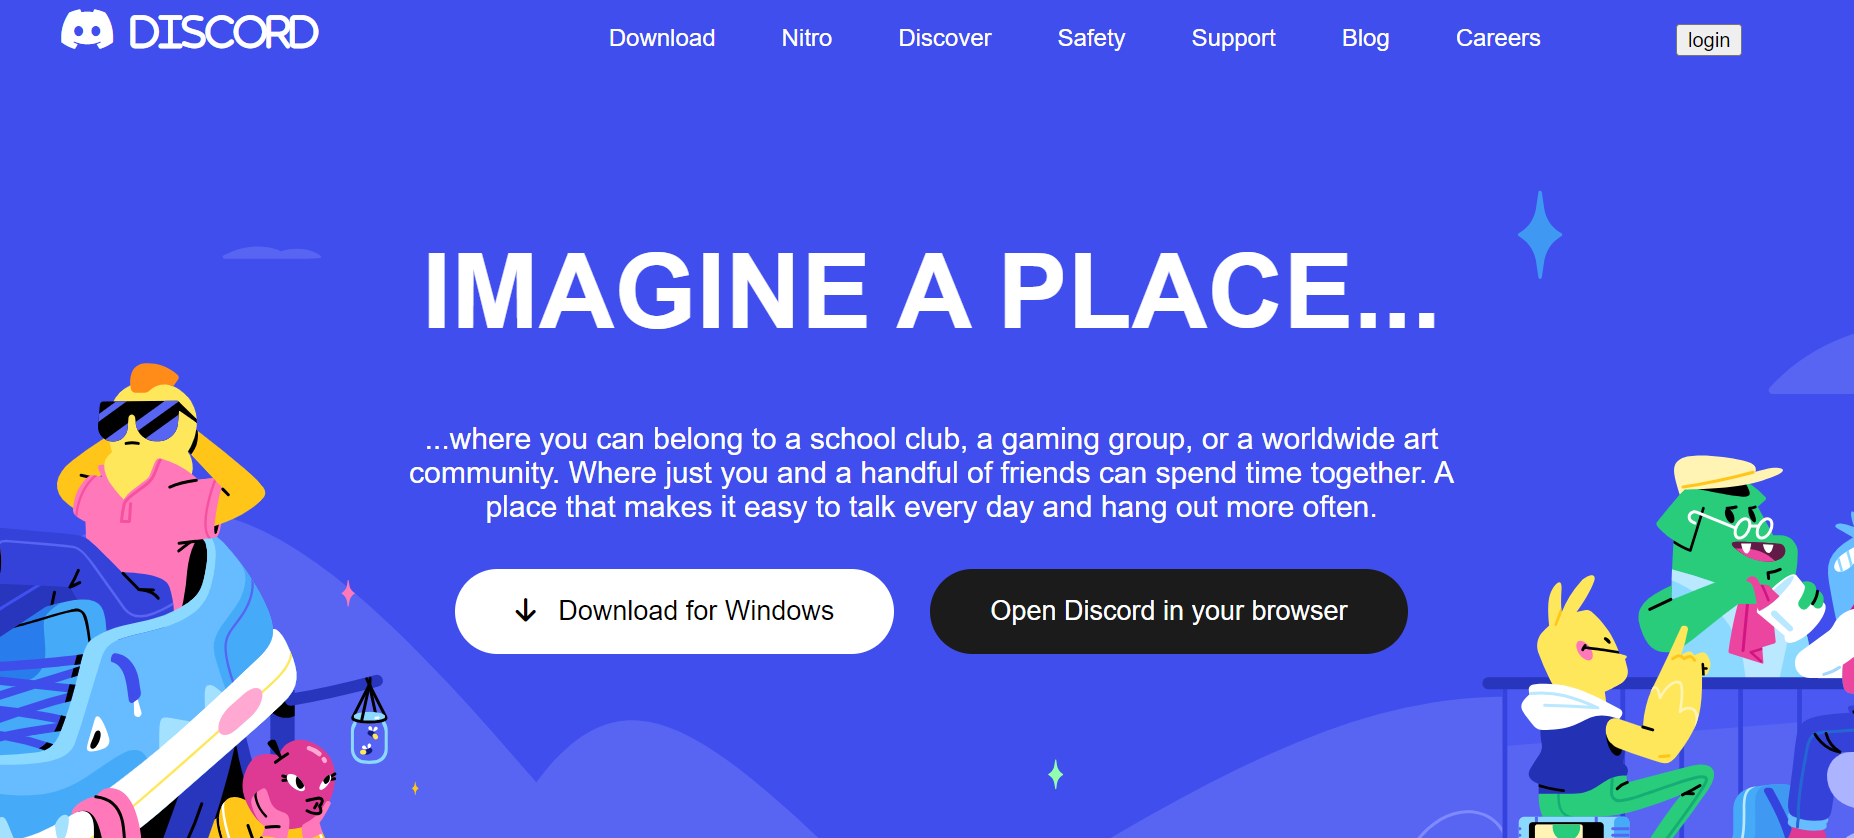 DISCORD
Download Nitro Discover Safety Support Blog Careers login
IMAGINE A PLACE...
...where you can belong to a school club, a gaming group, or a worldwide art
community. Where just you and a handful of friends can spend time together. A
place that makes it easy to talk every day and hang out more often.
Download for Windows
Open Discord in your browser